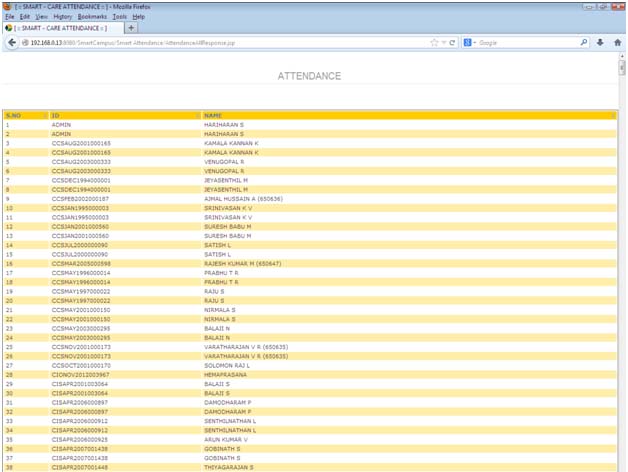 [ :: SMART - CARE ATTENDANCE :: ] - Mozilla Firefox
File Edit View History Bookmarks Tools Help
[ :: SMART - CARE ATTENDANCE :: ] +
192.168.0.13:8080/SmartCampus/Smart-Attendance/AttendanceAllResponse.jsp Google
ATTENDANCE
S.NO ID NAME
1 ADMIN HARIHARAN S
2 ADMIN HARIHARAN S
3 CCSAUG2001000165 KAMALA KANNAN K
4 CCSAUG2001000165 KAMALA KANNAN K
5 CCSAUG2003000333 VENUGOPAL R
6 CCSAUG2003000333 VENUGOPAL R
7 CCSDEC1994000001 JEYASENTHIL M
8 CCSDEC1994000001 JEYASENTHIL M
9 CCSFEB2002000187 AJMAL HUSSAIN A (650636)
10 CCSJAN1995000003 SRINIVASAN K V
11 CCSJAN1995000003 SRINIVASAN K V
12 CCSJAN2001000560 SURESH BABU M
13 CCSJAN2001000560 SURESH BABU M
14 CCSJUL2000000090 SATISH L
15 CCSJUL2000000090 SATISH L
16 CCSMAR2005000598 RAJESH KUMAR M (650647)
17 CCSMAY1996000014 PRABHU T R
18 CCSMAY1996000014 PRABHU T R
19 CCSMAY1997000022 RAJU S
20 CCSMAY1997000022 RAJU S
21 CCSMAY2001000150 NIRMALA S
22 CCSMAY2001000150 NIRMALA S
23 CCSMAY2003000295 BALAJI N
24 CCSMAY2003000295 BALAJI N
25 CCSNOV2001000173 VARATHARAJAN V R (650635)
26 CCSNOV2001000173 VARATHARAJAN V R (650635)
27 CCSOCT2001000170 SOLOMON RAJ L
28 CIONOV2012003967 HEMAPRASANA
29 CISAPR2001003064 BALAJI S
30 CISAPR2001003064 BALAJI S
31 CISAPR2006000897 DAMODHARAM P
32 CISAPR2006000897 DAMODHARAM P
33 CISAPR2006000912 SENTHILNATHAN L
34 CISAPR2006000912 SENTHILNATHAN L
35 CISAPR2006000925 ARUN KUMAR V
36 CISAPR2007001438 GOBINATH S
37 CISAPR2007001438 GOBINATH S
38 CISAPR2007001448 THIYAGARAJAN S